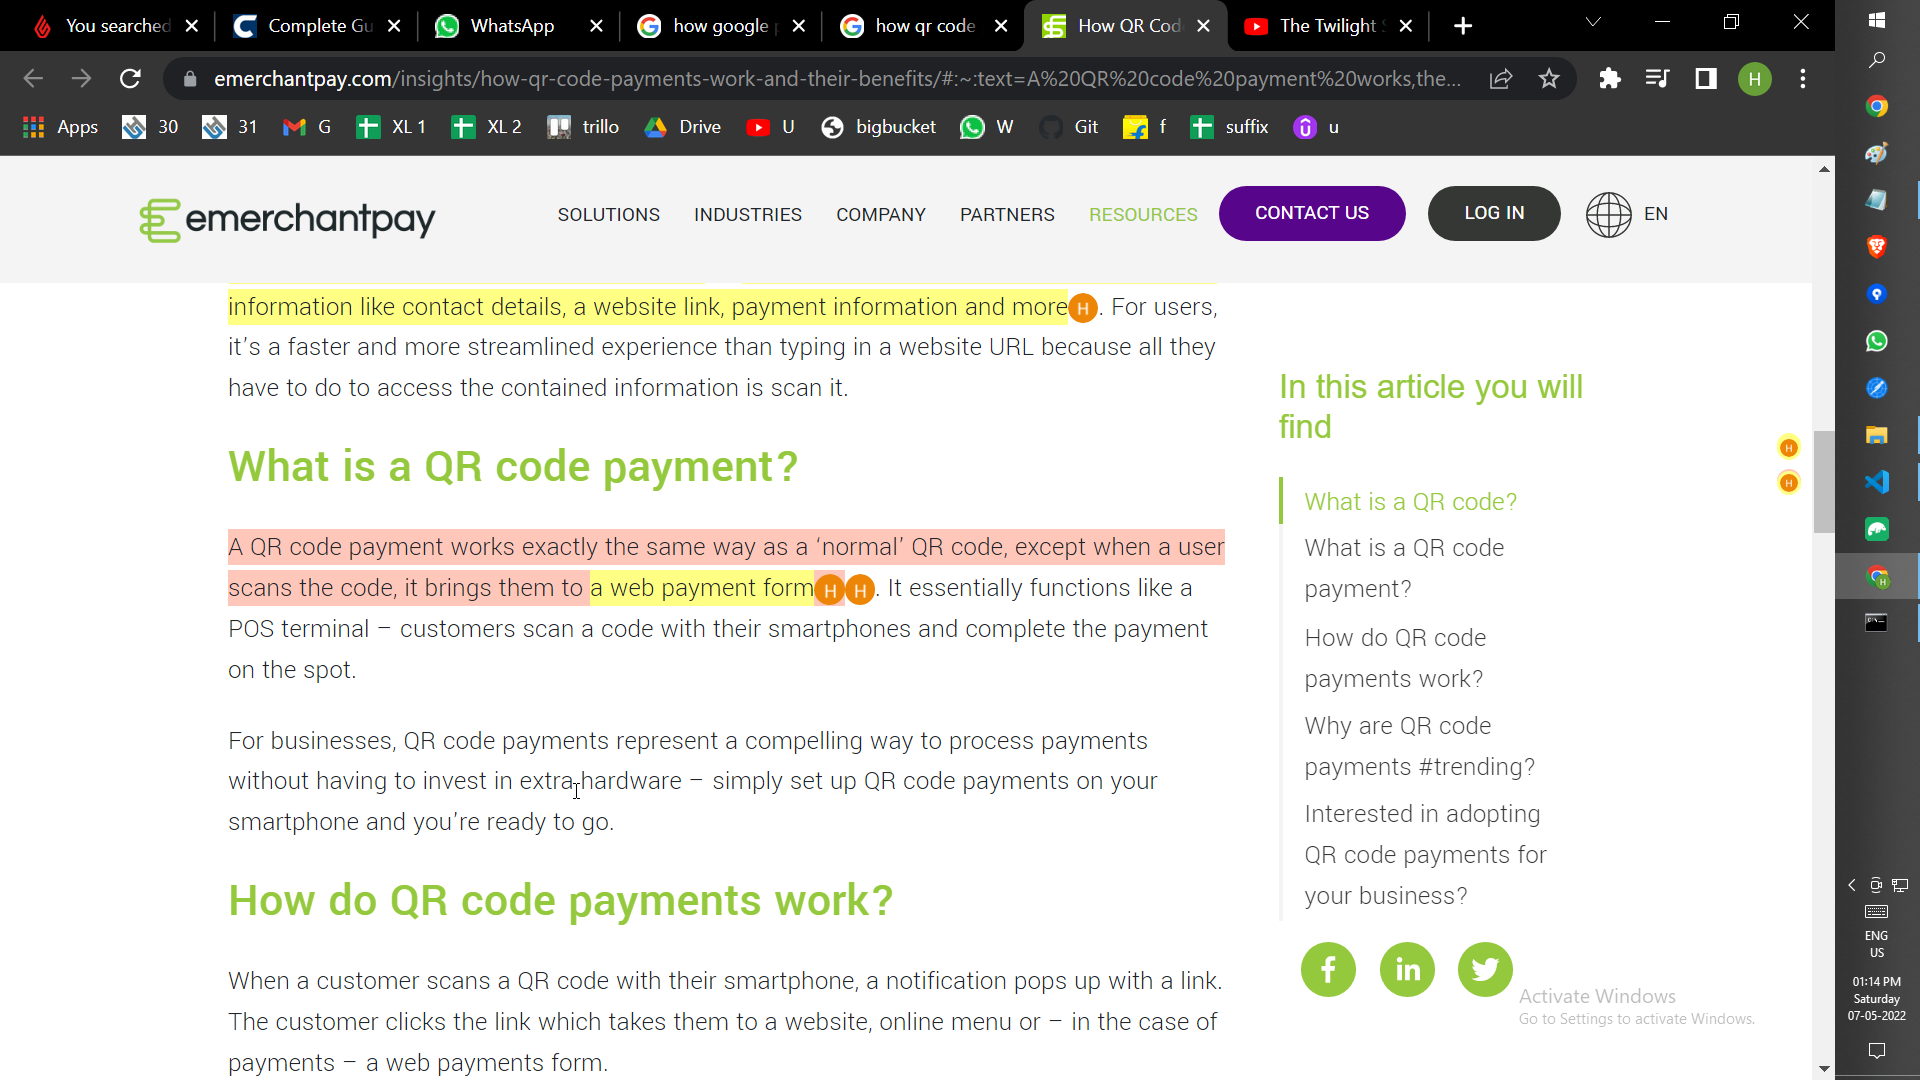 You searched
Complete Gu
WhatsApp
how google p
how qr code
How QR Cod
The Twilight S
emerchantpay.com/insights/how-qr-code-payments-work-and-their-benefits/#:~:text=A%20QR%20code%20payment%20works,the...
H
Apps
30
31
G
XL 1
XL 2
trillo
Drive
U
bigbucket
W
Git
f
suffix
u
emerchantpay
SOLUTIONS
INDUSTRIES
COMPANY
PARTNERS
RESOURCES
CONTACT US
LOG IN
EN
information like contact details, a website link, payment information and more H. For users,
it’s a faster and more streamlined experience than typing in a website URL because all they
have to do to access the contained information is scan it.
What is a QR code payment?
A QR code payment works exactly the same way as a ‘normal’ QR code, except when a user
scans the code, it brings them to a web payment form H H. It essentially functions like a
POS terminal – customers scan a code with their smartphones and complete the payment
on the spot.
For businesses, QR code payments represent a compelling way to process payments
without having to invest in extra hardware – simply set up QR code payments on your
smartphone and you’re ready to go.
How do QR code payments work?
When a customer scans a QR code with their smartphone, a notification pops up with a link.
The customer clicks the link which takes them to a website, online menu or – in the case of
payments – a web payments form.
In this article you will
find
What is a QR code?
What is a QR code
payment?
How do QR code
payments work?
Why are QR code
payments #trending?
Interested in adopting
QR code payments for
your business?
H
H
Activate Windows
Go to Settings to activate Windows.
ENG
US
01:14 PM
Saturday
07-05-2022